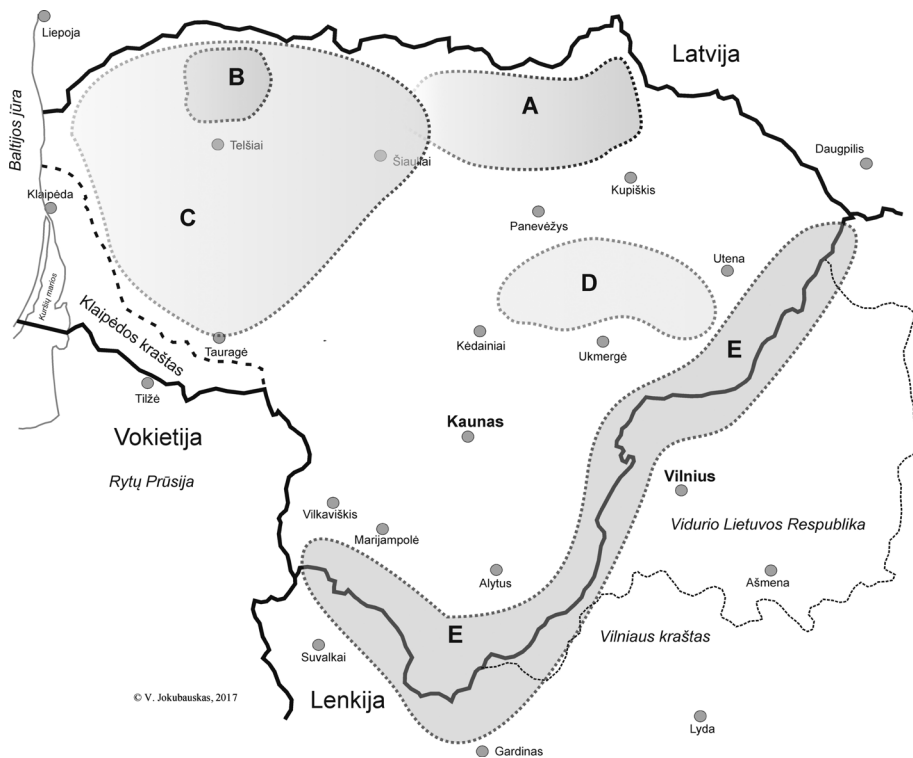 Liepoja
Latvija
B
A
Baltijos jūra
Telšiai
Šiauliai
Daugpilis
Kupiškis
Klaipėda
C
Panevėžys
Utena
Kuršių marios
D
Klaipėdos kraštas
Kėdainiai
Ukmergė
E
Tauragė
Tilžė
Kaunas
Vokietija
Vilnius
Rytų Prūsija
Vilkaviškis
Vidurio Lietuvos Respublika
Marijampolė
Alytus
Ašmena
E
Vilniaus kraštas
Suvalkai
© V. Jokubauskas, 2017
Lenkija
Lyda
Gardinas